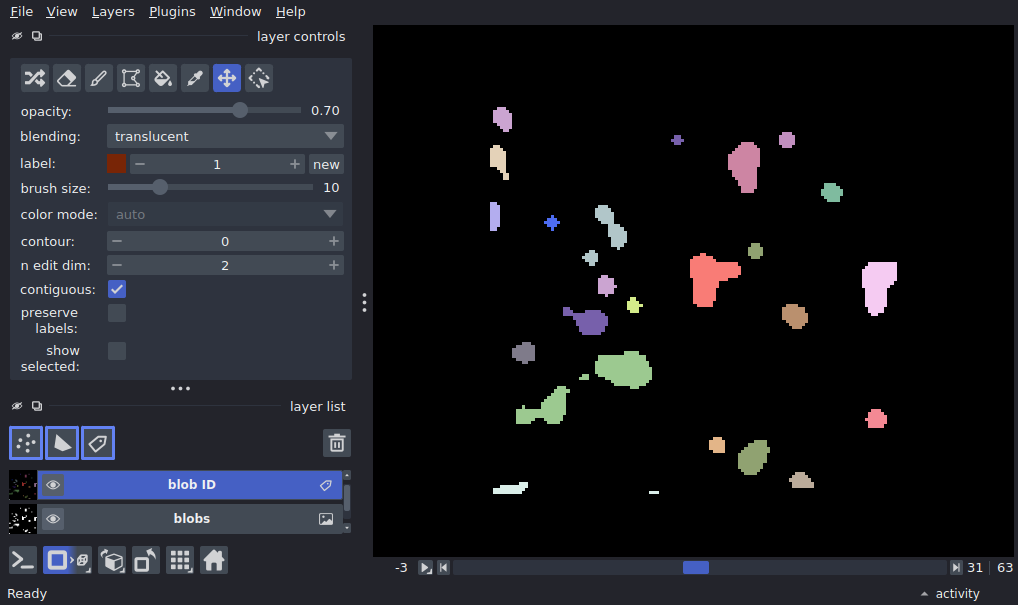 File View Layers Plugins Window Help
layer controls
opacity: 0.70
blending: translucent
label: 1 new
brush size: 10
color mode: auto
contour: 0
n edit dim: 2
contiguous:
preserve
labels:
show
selected:
layer list
blob ID
blobs
-3 31 63
Ready activity